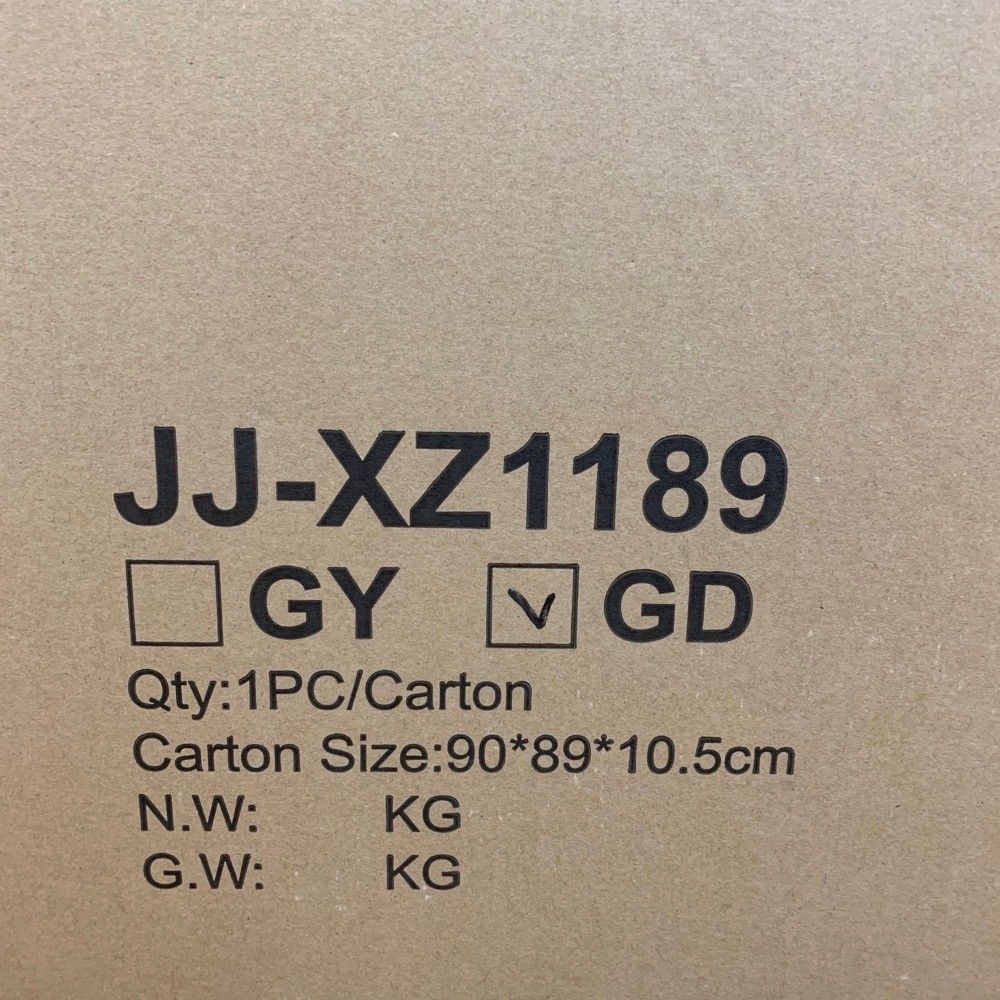 JJ-XZ1189
☐ GY ☑ GD
Qty:1PC/Carton
Carton Size:90*89*10.5cm
N.W: KG
G.W: KG